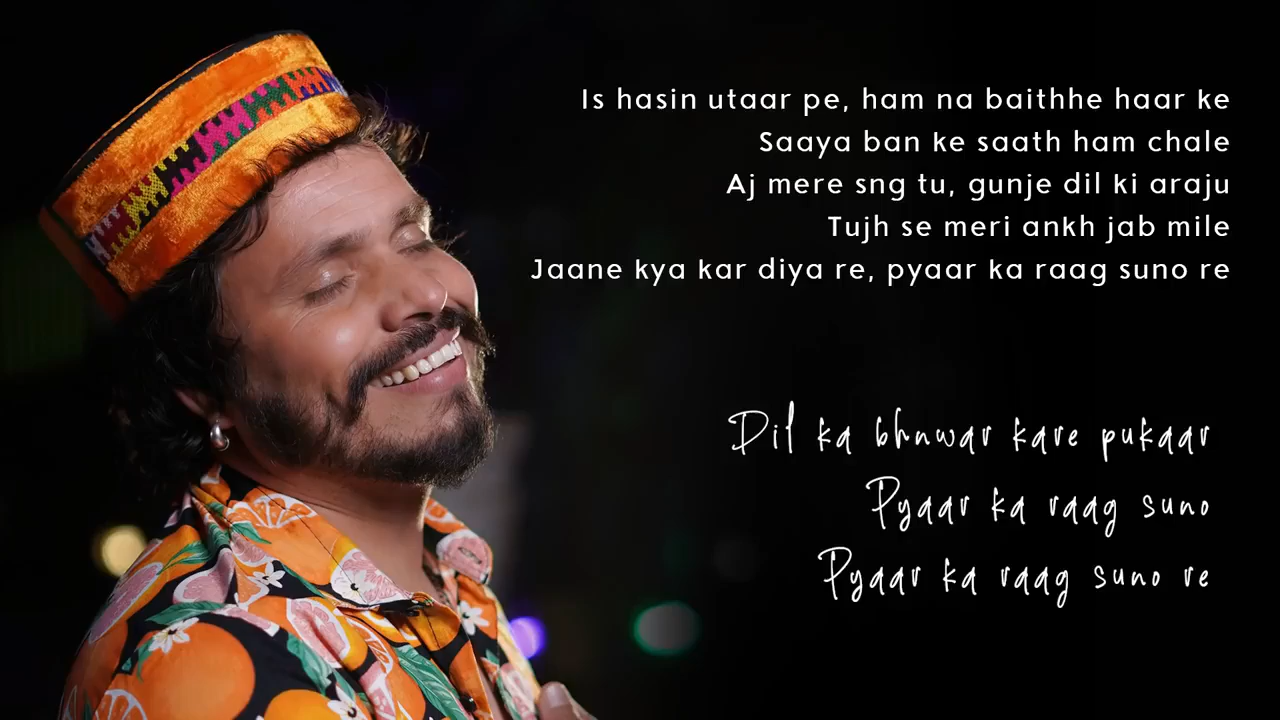 Is hasin utaar pe, ham na baithhe haar ke
Saaya ban ke saath ham chale
Aj mere sng tu, gunje dil ki araju
Tujh se meri ankh jab mile
Jaane kya kar diya re, pyaar ka raag suno re
Dil ka bhnwar kare pukaar
Pyaar ka raag suno
Pyaar ka raag suno re